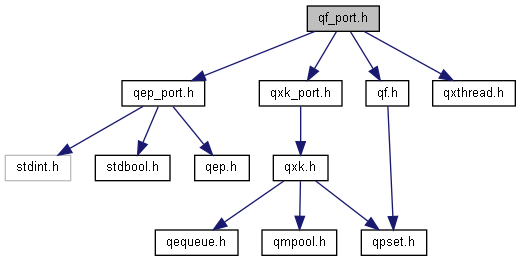 qf_port.h
qep_port.h
qxk_port.h
qf.h
qxthread.h
stdint.h
stdbool.h
qep.h
qxk.h
qequeue.h
qmpool.h
qpset.h